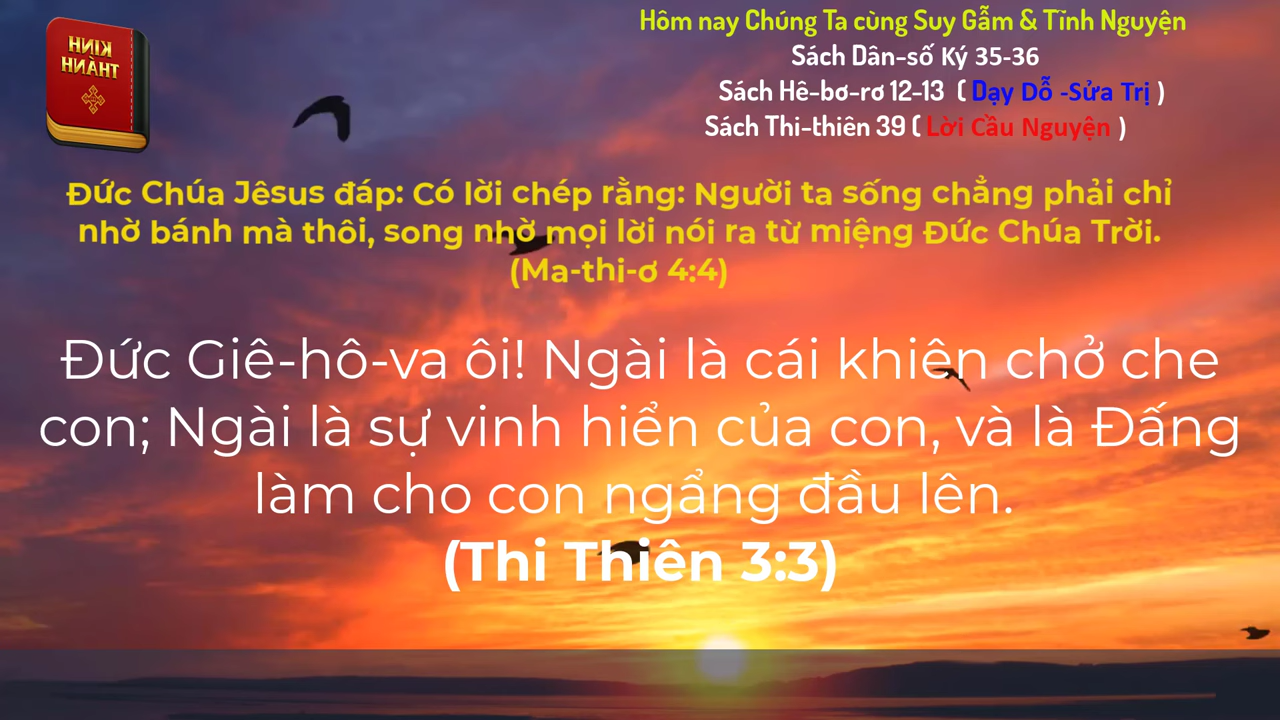 KINH
THÁNH
Hôm nay Chúng Ta cùng Suy Gẫm & Tĩnh Nguyện
Sách Dân-số Ký 35-36
Sách Hê-bơ-rơ 12-13 ( Dạy Dỗ -Sửa Trị )
Sách Thi-thiên 39 ( Lời Cầu Nguyện )
Đức Chúa Jêsus đáp: Có lời chép rằng: Người ta sống chẳng phải chỉ
nhờ bánh mà thôi, song nhờ mọi lời nói ra từ miệng Đức Chúa Trời.
(Ma-thi-ơ 4:4)
Đức Giê-hô-va ôi! Ngài là cái khiên chở che
con; Ngài là sự vinh hiển của con, và là Đấng
làm cho con ngẩng đầu lên.
(Thi Thiên 3:3)